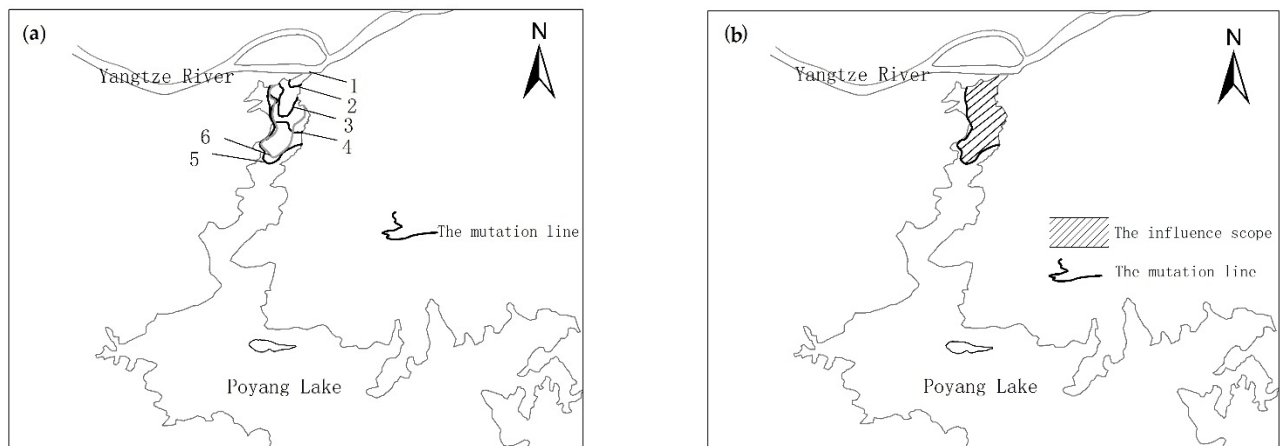 (a)
N
Yangtze River
1
2
3
4
6
5
The mutation line
Poyang Lake
(b)
N
Yangtze River
The influence scope
The mutation line
Poyang Lake